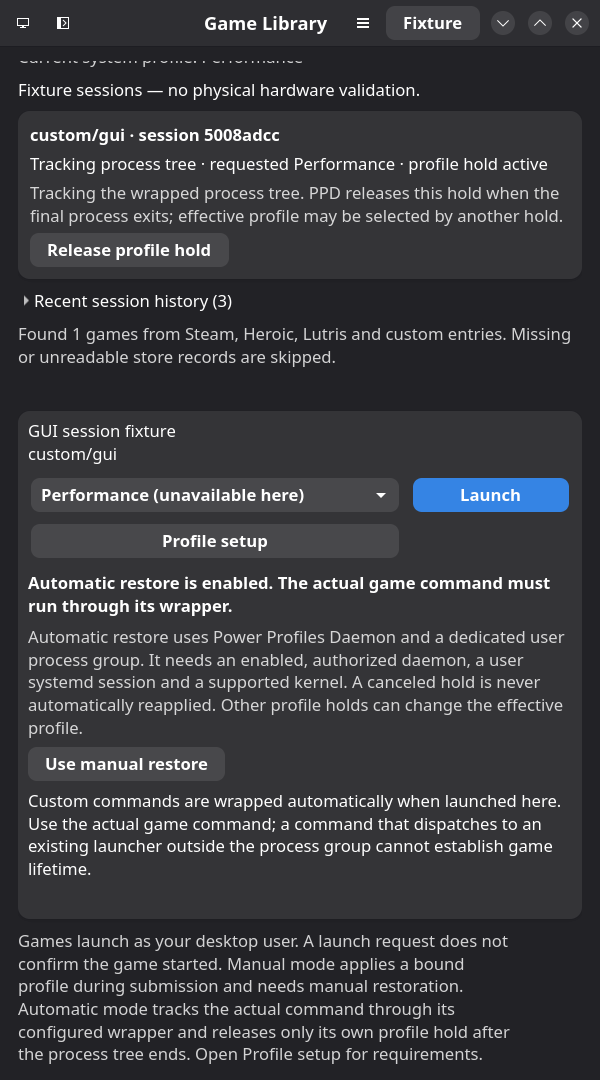 Game Library
Fixture
Current system profile: Performance
Fixture sessions — no physical hardware validation.
custom/gui · session 5008adcc
Tracking process tree · requested Performance · profile hold active
Tracking the wrapped process tree. PPD releases this hold when the
final process exits; effective profile may be selected by another hold.
Release profile hold
Recent session history (3)
Found 1 games from Steam, Heroic, Lutris and custom entries. Missing
or unreadable store records are skipped.
GUI session fixture
custom/gui
Performance (unavailable here)
Launch
Profile setup
Automatic restore is enabled. The actual game command must
run through its wrapper.
Automatic restore uses Power Profiles Daemon and a dedicated user
process group. It needs an enabled, authorized daemon, a user
systemd session and a supported kernel. A canceled hold is never
automatically reapplied. Other profile holds can change the effective
profile.
Use manual restore
Custom commands are wrapped automatically when launched here.
Use the actual game command; a command that dispatches to an
existing launcher outside the process group cannot establish game
lifetime.
Games launch as your desktop user. A launch request does not
confirm the game started. Manual mode applies a bound
profile during submission and needs manual restoration.
Automatic mode tracks the actual command through its
configured wrapper and releases only its own profile hold after
the process tree ends. Open Profile setup for requirements.